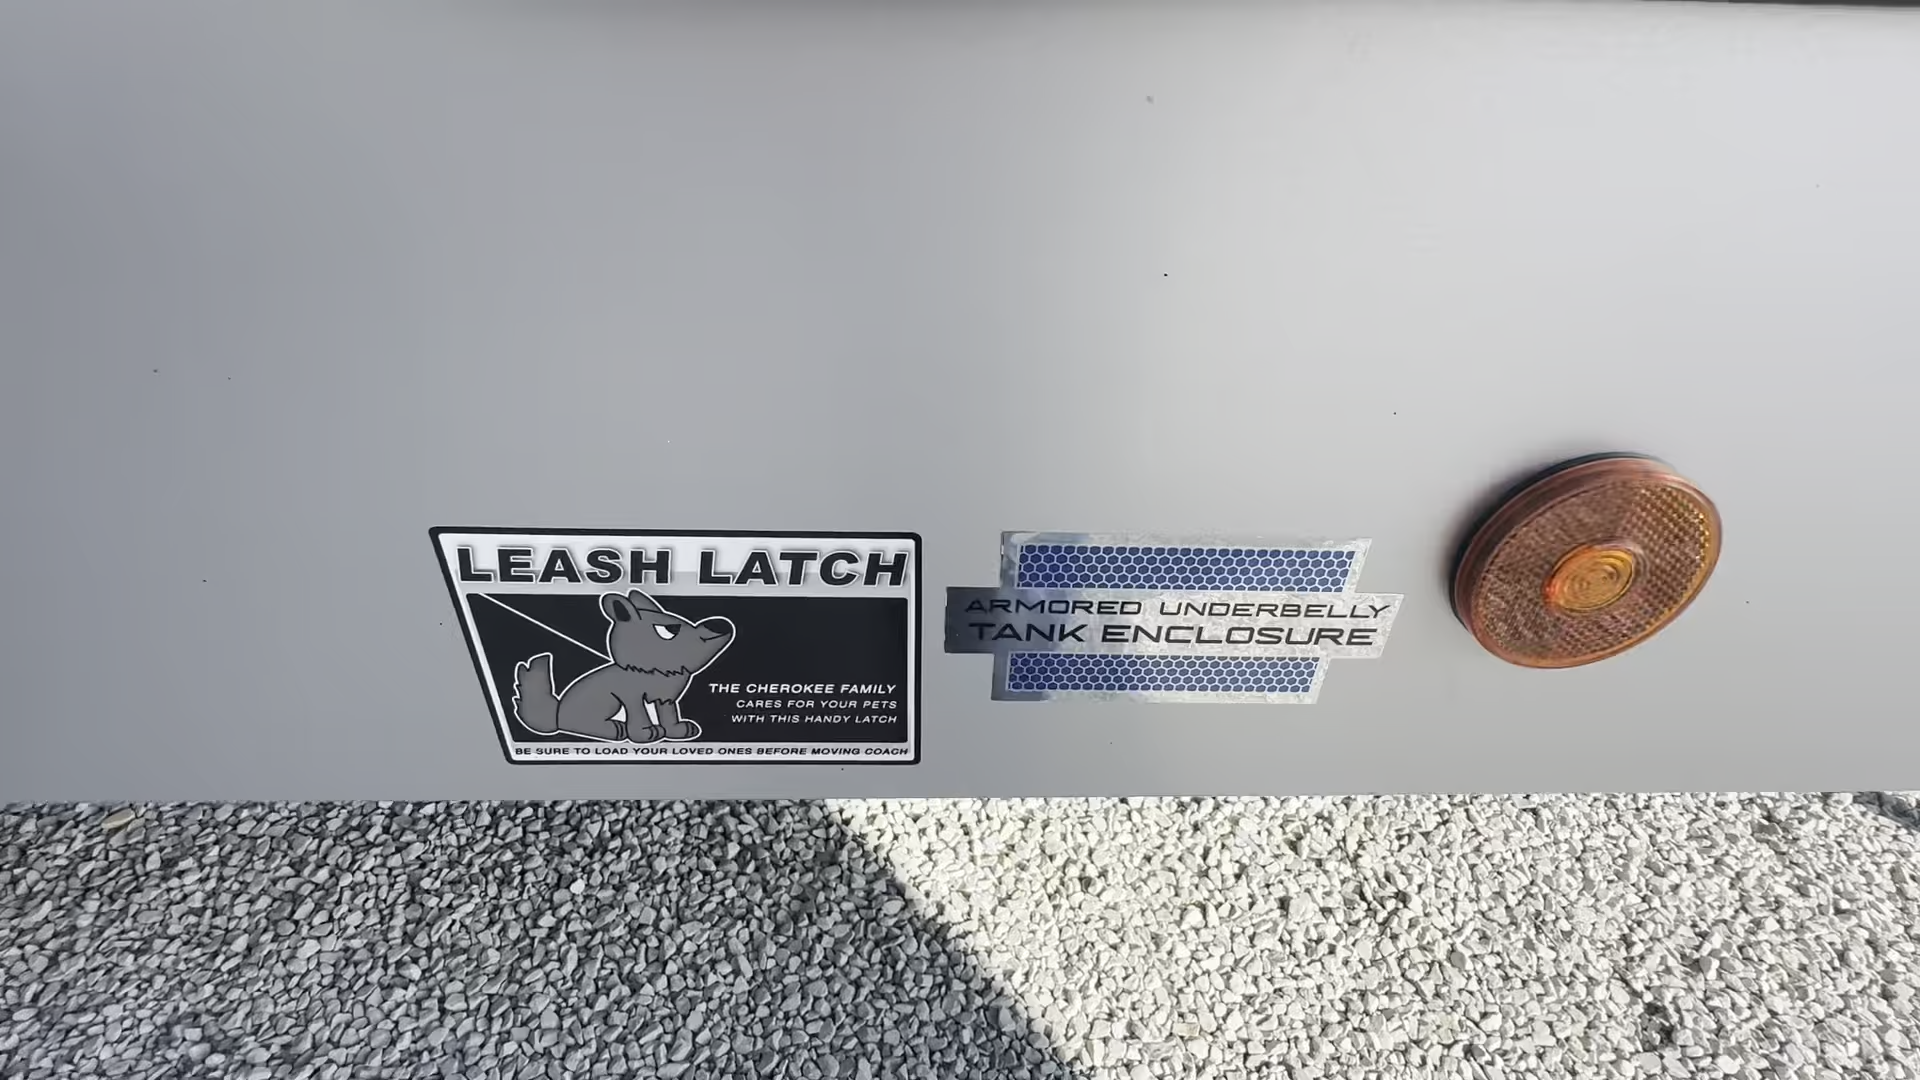 LEASH LATCH
THE CHEROKEE FAMILY
CARES FOR YOUR PETS
WITH THIS HANDY LATCH
BE SURE TO LOAD YOUR LOVED ONES BEFORE MOVING COACH
ARMORED UNDERBELLY
TANK ENCLOSURE